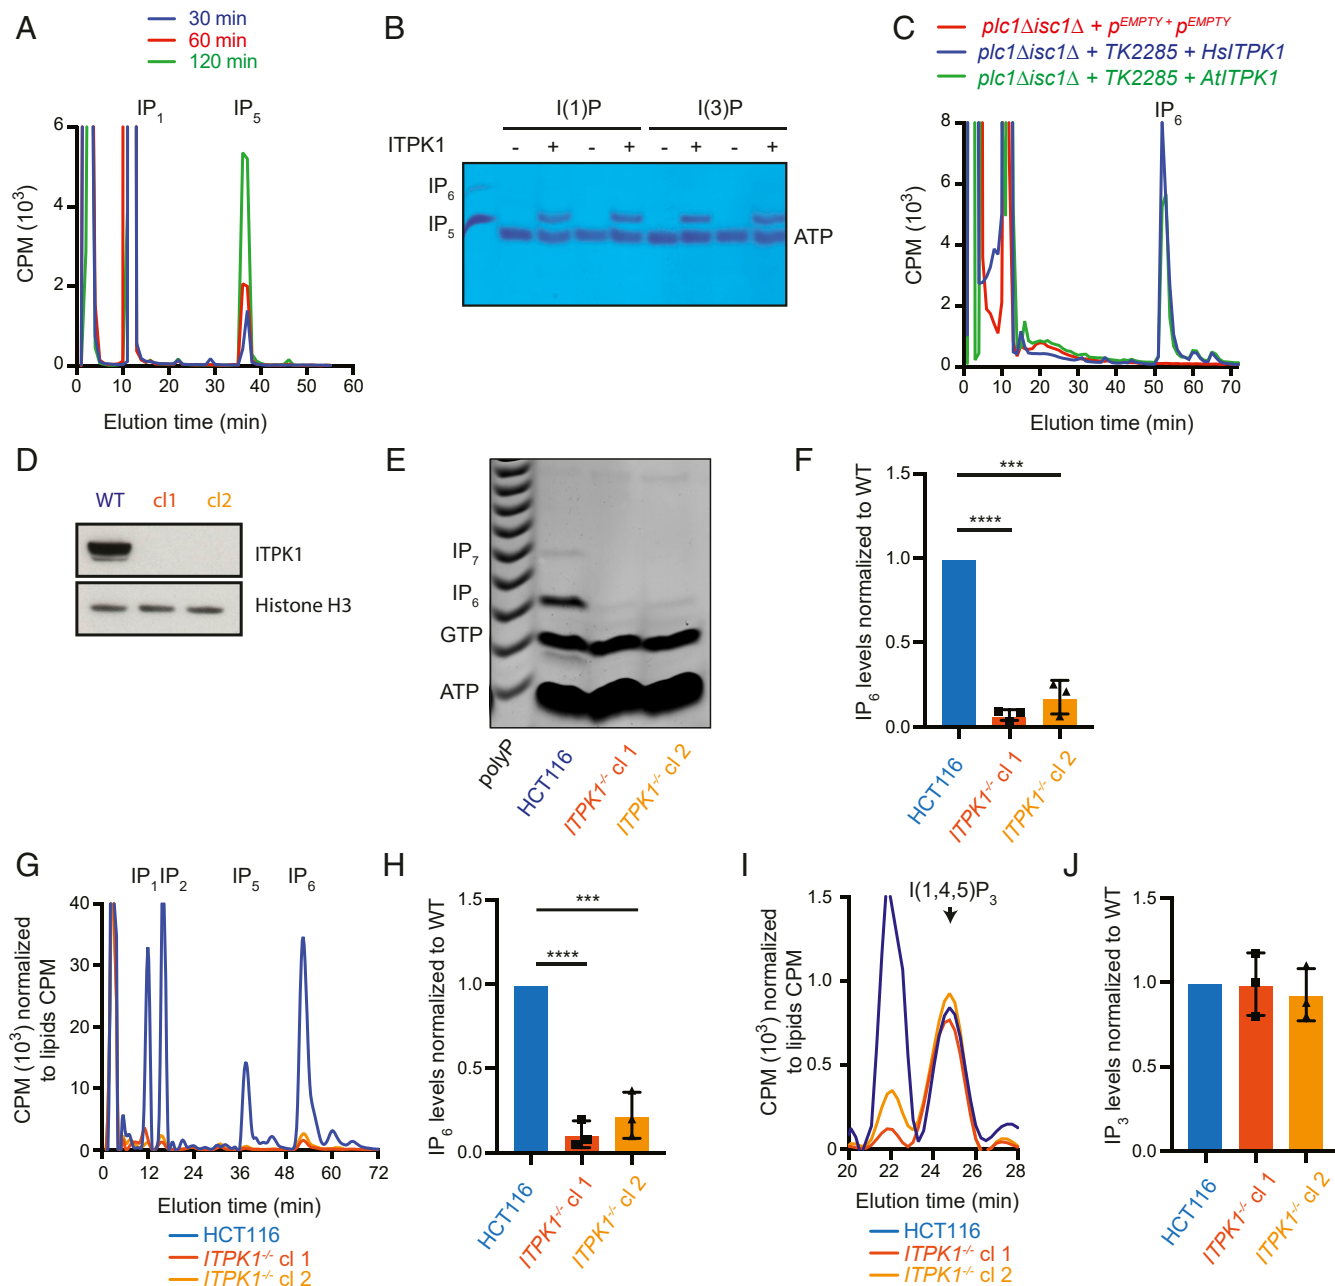 A
30 min
60 min
120 min
IP1
IP5
6
4
2
0
CPM (10^3)
0 10 20 30 40 50 60
Elution time (min)
B
I(1)P I(3)P
ITPK1 - + - + - + - +
IP6
IP5
ATP
C
plc1Δisc1Δ + p^EMPTY + p^EMPTY
plc1Δisc1Δ + TK2285 + HsITPK1
plc1Δisc1Δ + TK2285 + AtITPK1
IP6
8
6
4
2
0
CPM (10^3)
0 10 20 30 40 50 60 70
Elution time (min)
D
WT cl1 cl2
ITPK1
Histone H3
E
IP7
IP6
GTP
ATP
polyP
HCT116
ITPK1-/- cl 1
ITPK1-/- cl 2
F
IP6 levels normalized to WT
1.5
1.0
0.5
0.0
***
****
HCT116
ITPK1-/- cl 1
ITPK1-/- cl 2
G
IP1 IP2 IP5 IP6
CPM (10^3) normalized
to lipids CPM
40
30
20
10
0
0 12 24 36 48 60 72
Elution time (min)
HCT116
ITPK1-/- cl 1
ITPK1-/- cl 2
H
IP6 levels normalized to WT
1.5
1.0
0.5
0.0
***
****
HCT116
ITPK1-/- cl 1
ITPK1-/- cl 2
I
I(1,4,5)P3
CPM (10^3) normalized
to lipids CPM
1.5
1.0
0.5
0
20 22 24 26 28
Elution time (min)
HCT116
ITPK1-/- cl 1
ITPK1-/- cl 2
J
IP3 levels normalized to WT
1.5
1.0
0.5
0.0
HCT116
ITPK1-/- cl 1
ITPK1-/- cl 2